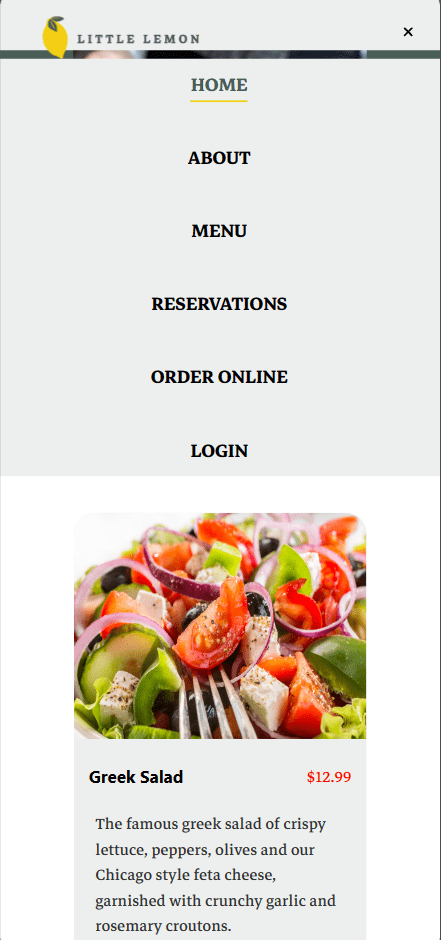 LITTLE LEMON
HOME
ABOUT
MENU
RESERVATIONS
ORDER ONLINE
LOGIN
Greek Salad $12.99
The famous greek salad of crispy
lettuce, peppers, olives and our
Chicago style feta cheese,
garnished with crunchy garlic and
rosemary croutons.